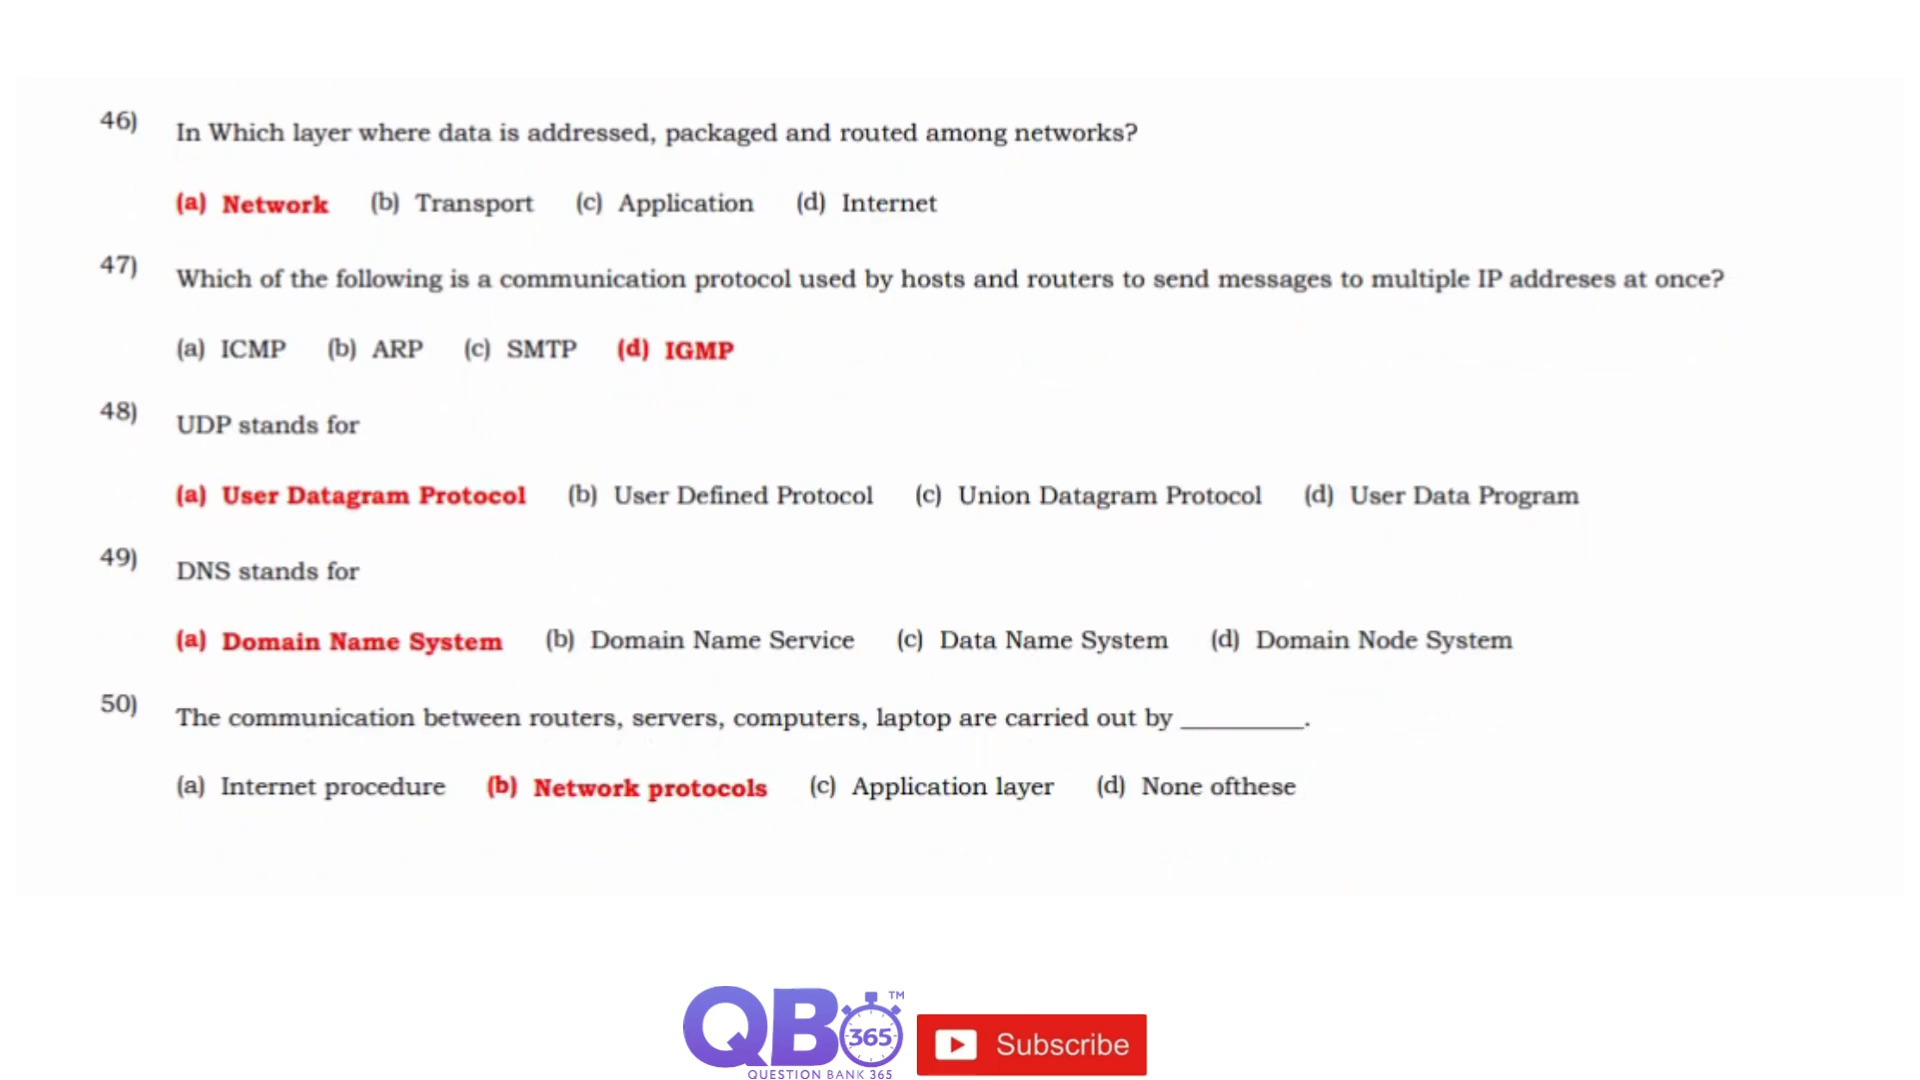 46)
In Which layer where data is addressed, packaged and routed among networks?
(a) Network (b) Transport (c) Application (d) Internet
47)
Which of the following is a communication protocol used by hosts and routers to send messages to multiple IP addreses at once?
(a) ICMP (b) ARP (c) SMTP (d) IGMP
48)
UDP stands for
(a) User Datagram Protocol (b) User Defined Protocol (c) Union Datagram Protocol (d) User Data Program
49)
DNS stands for
(a) Domain Name System (b) Domain Name Service (c) Data Name System (d) Domain Node System
50)
The communication between routers, servers, computers, laptop are carried out by _________.
(a) Internet procedure (b) Network protocols (c) Application layer (d) None ofthese
QB 365 TM
QUESTION BANK 365
Subscribe